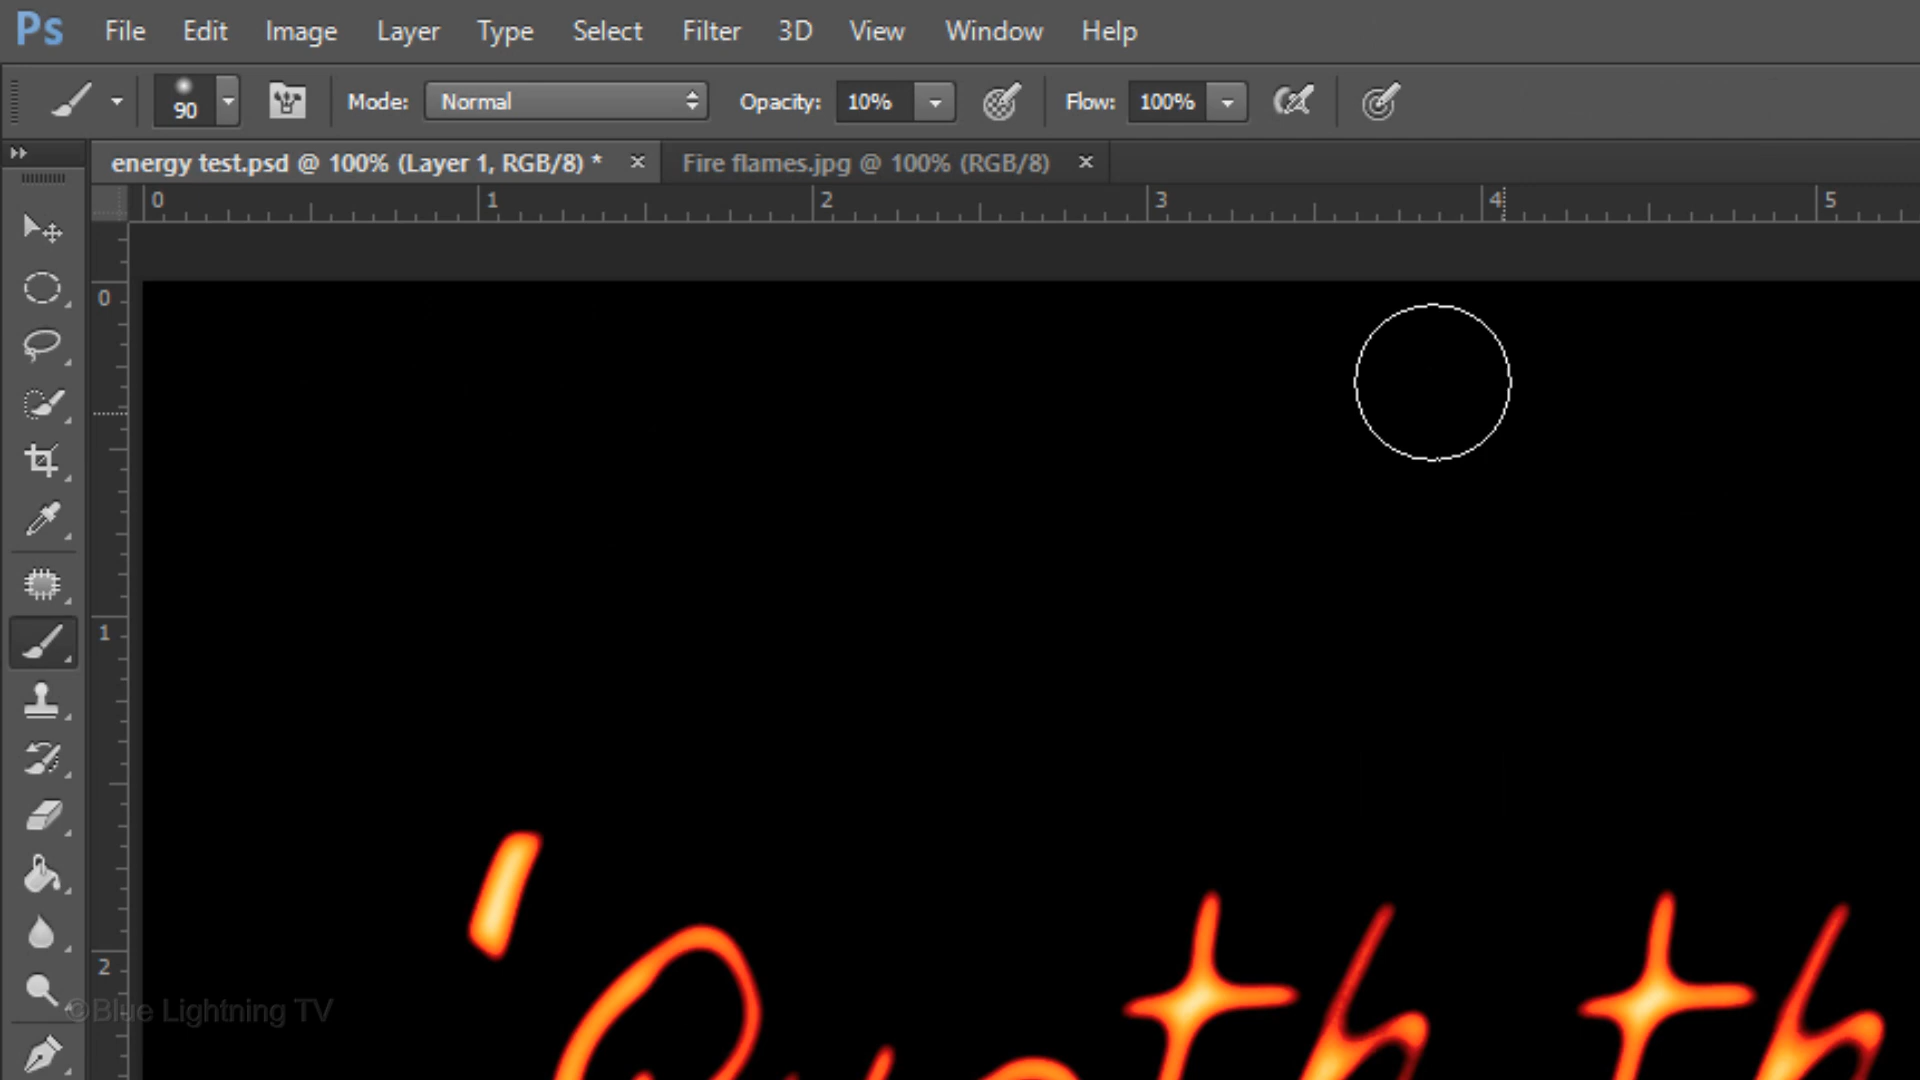 Ps File Edit Image Layer Type Select Filter 3D View Window Help
90 Mode: Normal Opacity: 10% Flow: 100%
energy test.psd @ 100% (Layer 1, RGB/8) * × Fire flames.jpg @ 100% (RGB/8) ×
0 1 2 3 4 5
0
1
2
©Blue Lightning TV